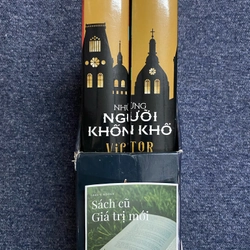 NHỮNG
NGƯỜI
KHỐN KHỔ
ViCTOR
Sách cũ
Giá trị mới